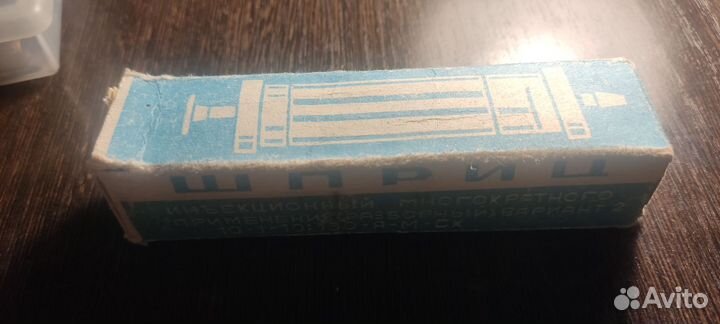 ШПРИЦ
ИНЪЕКЦИОННЫЙ МНОГОКРАТНОГО
ПРИМЕНЕНИЯ (РАЗБОРНЫЙ) ВАРИАНТ 2
Avito